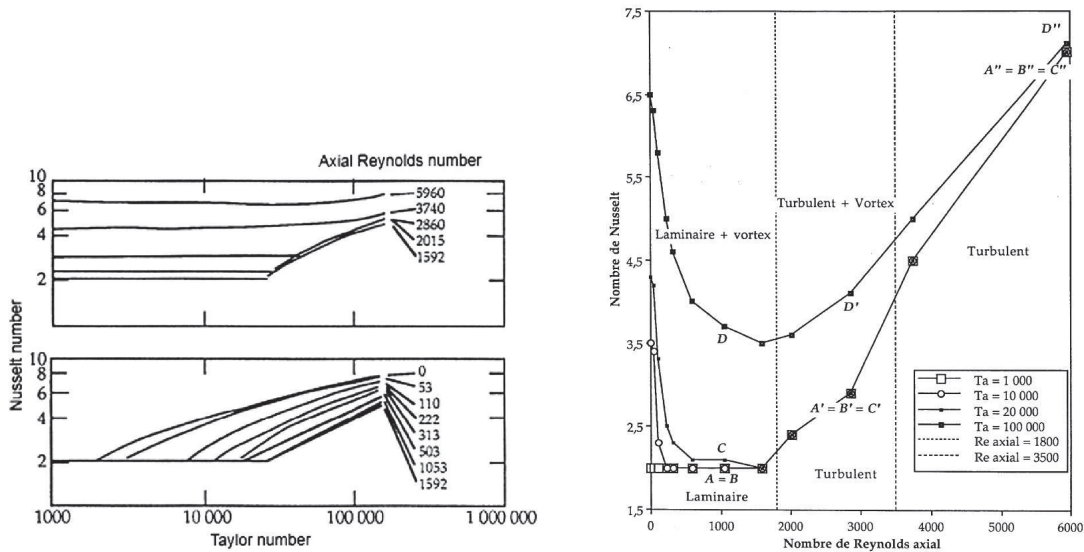 Axial Reynolds number
10
8
6
4
2
5960
3740
2860
2015
1592
10
8
6
4
2
0
53
110
222
313
503
1053
1592
1000
10 000
100 000
1 000 000
Taylor number
Nusselt number
7,5
6,5
5,5
4,5
3,5
2,5
1,5
Nombre de Nusselt
D''
A'' = B'' = C''
Turbulent + Vortex
Laminaire + vortex
Turbulent
D'
D
A' = B' = C'
C
A = B
Laminaire
Turbulent
Ta = 1 000
Ta = 10 000
Ta = 20 000
Ta = 100 000
Re axial = 1800
Re axial = 3500
0
1000
2000
3000
4000
5000
6000
Nombre de Reynolds axial